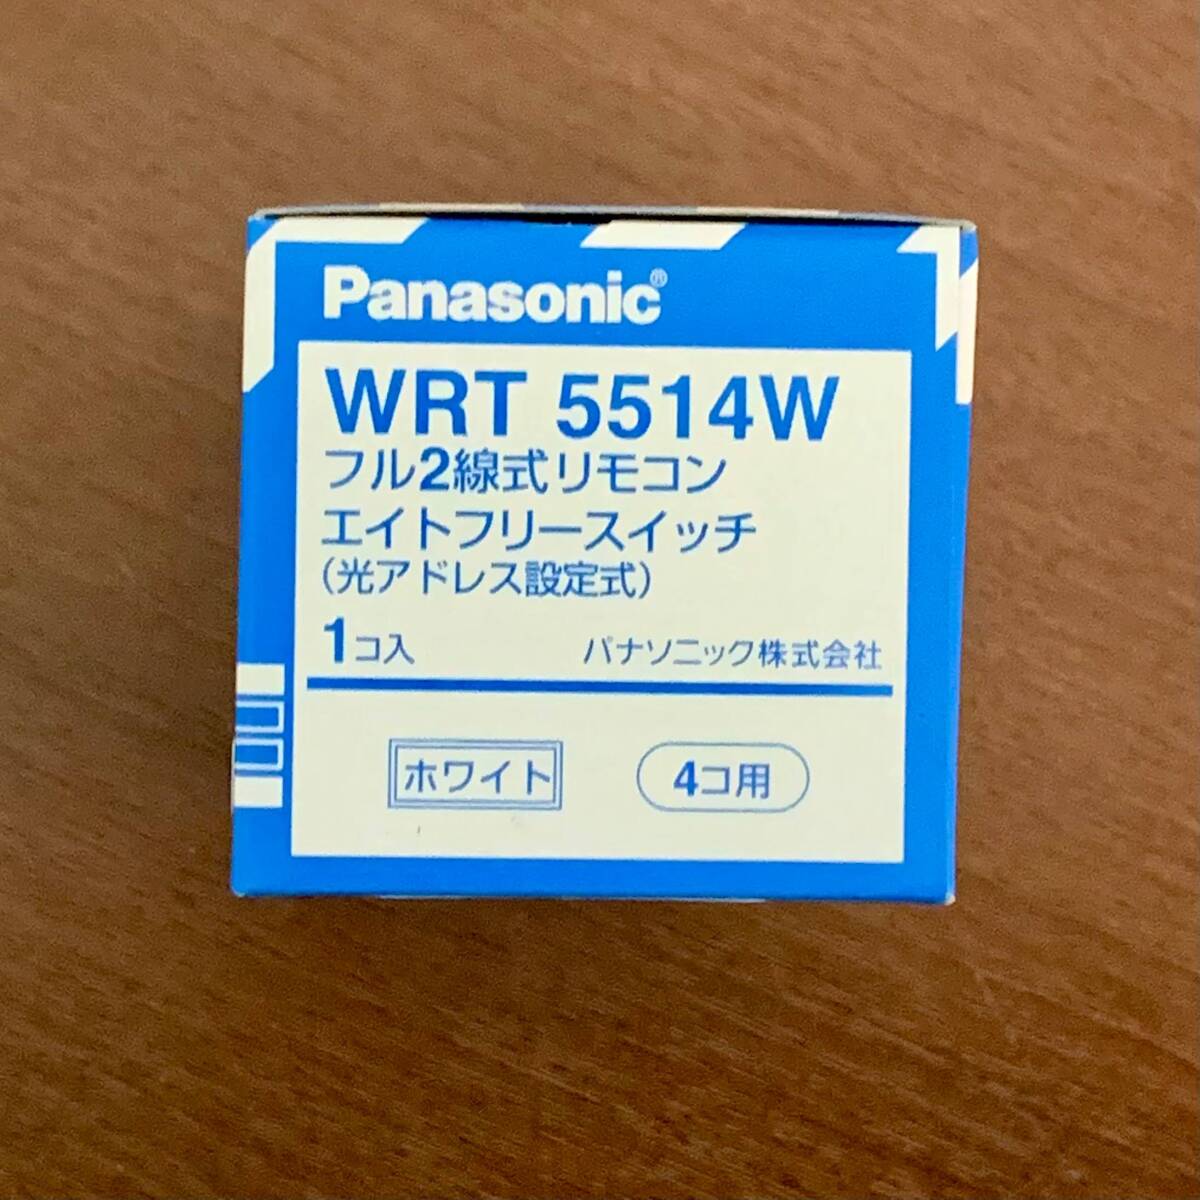 Panasonic®
WRT 5514W
フル2線式リモコン
エイトフリースイッチ
(光アドレス設定式)
1コ入 パナソニック株式会社
ホワイト 4コ用